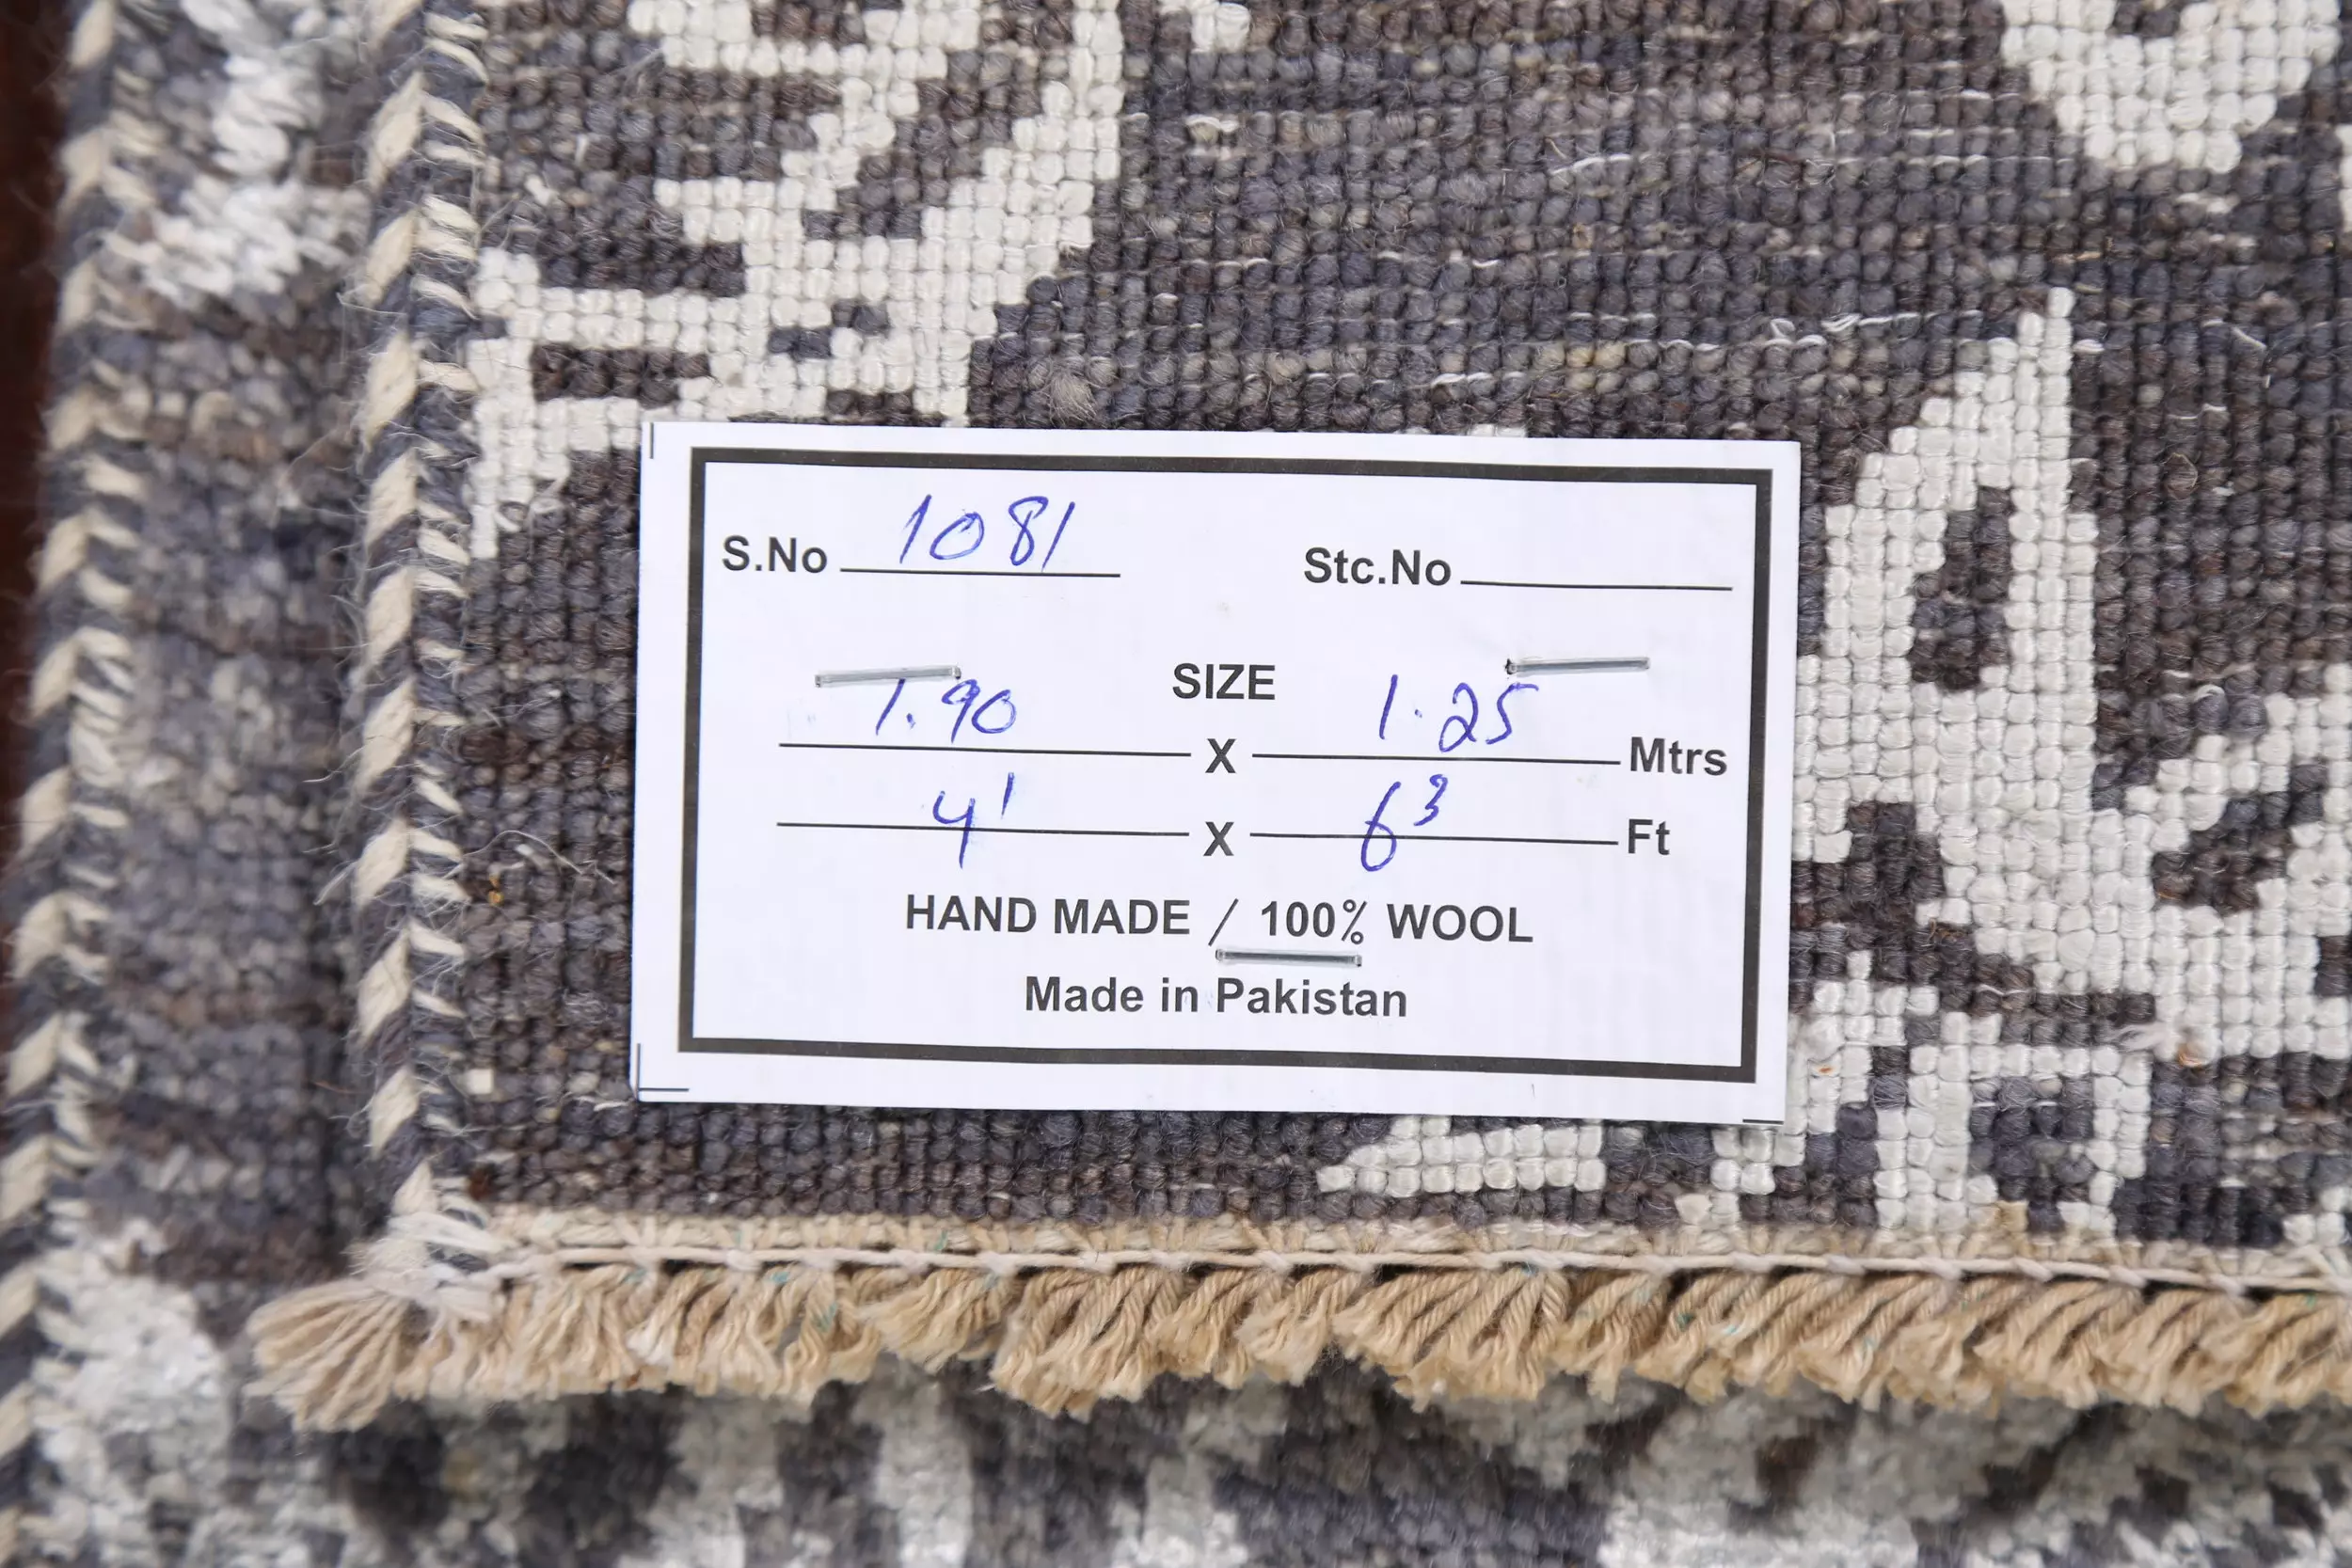 S.No 1081 Stc.No
SIZE
1.90 X 1.25 Mtrs
4' X 6³ Ft
HAND MADE / 100% WOOL
Made in Pakistan